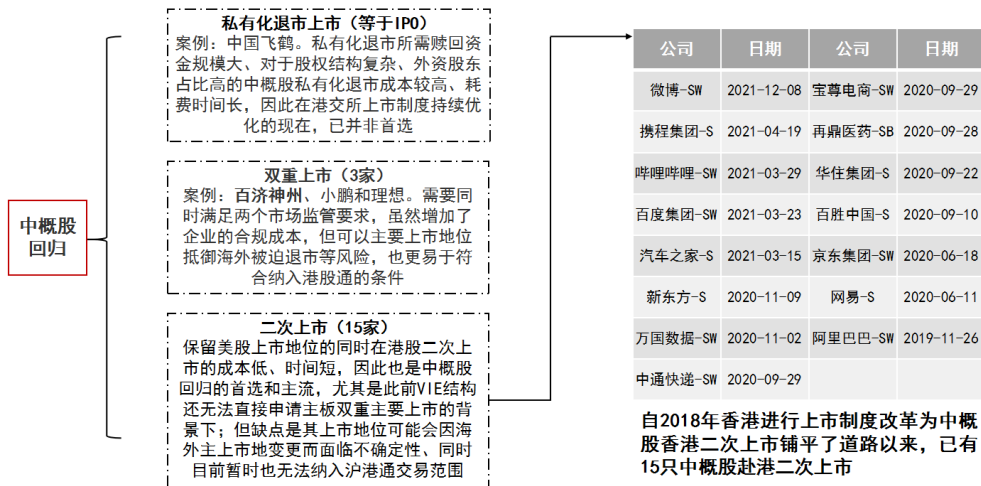 中概股
回归
私有化退市上市（等于IPO）
案例：中国飞鹤。私有化退市所需赎回资
金规模大、对于股权结构复杂、外资股东
占比高的中概股私有化退市成本较高、耗
费时间长，因此在港交所上市制度持续优
化的现在，已并非首选
双重上市（3家）
案例：百济神州、小鹏和理想。需要同
时满足两个市场监管要求，虽然增加了
企业的合规成本，但可以主要上市地位
抵御海外被迫退市等风险，也更易于符
合纳入港股通的条件
二次上市（15家）
保留美股上市地位的同时在港股二次上
市的成本低、时间短，因此也是中概股
回归的首选和主流，尤其是此前VIE结构
还无法直接申请主板双重主要上市的背
景下；但缺点是其上市地位可能会因海
外主上市地变更而面临不确定性、同时
目前暂时也无法纳入沪港通交易范围
公司 日期 公司 日期
微博-SW 2021-12-08 宝尊电商-SW 2020-09-29
携程集团-S 2021-04-19 再鼎医药-SB 2020-09-28
哔哩哔哩-SW 2021-03-29 华住集团-S 2020-09-22
百度集团-SW 2021-03-23 百胜中国-S 2020-09-10
汽车之家-S 2021-03-15 京东集团-SW 2020-06-18
新东方-S 2020-11-09 网易-S 2020-06-11
万国数据-SW 2020-11-02 阿里巴巴-SW 2019-11-26
中通快递-SW 2020-09-29
自2018年香港进行上市制度改革为中概
股香港二次上市铺平了道路以来，已有
15只中概股赴港二次上市